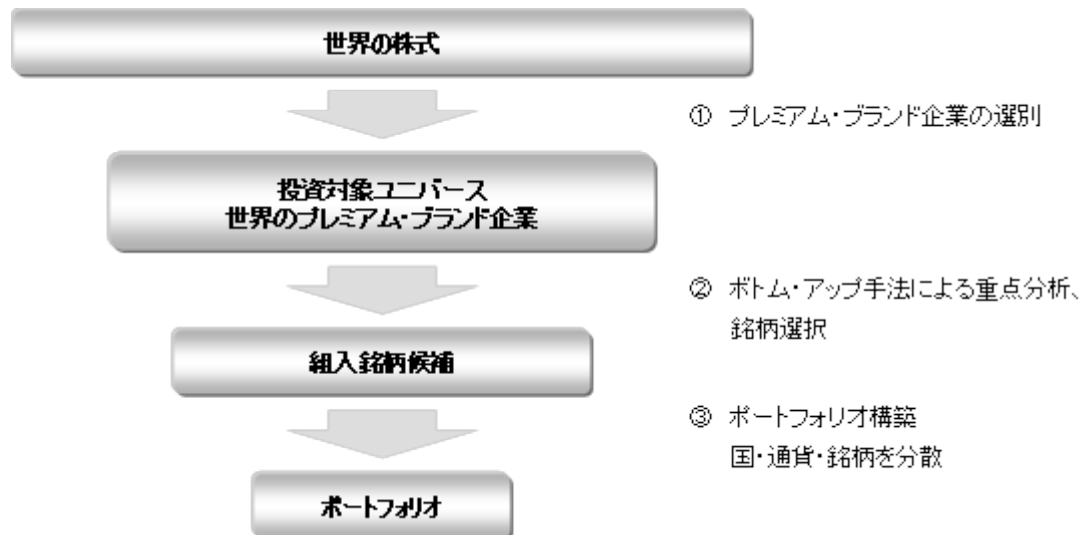 世界の株式
① プレミアム・ブランド企業の選別
投資対象ユニバース
世界のプレミアム・ブランド企業
② ボトム・アップ手法による重点分析、
銘柄選択
組入銘柄候補
③ ポートフォリオ構築
国・通貨・銘柄を分散
ポートフォリオ